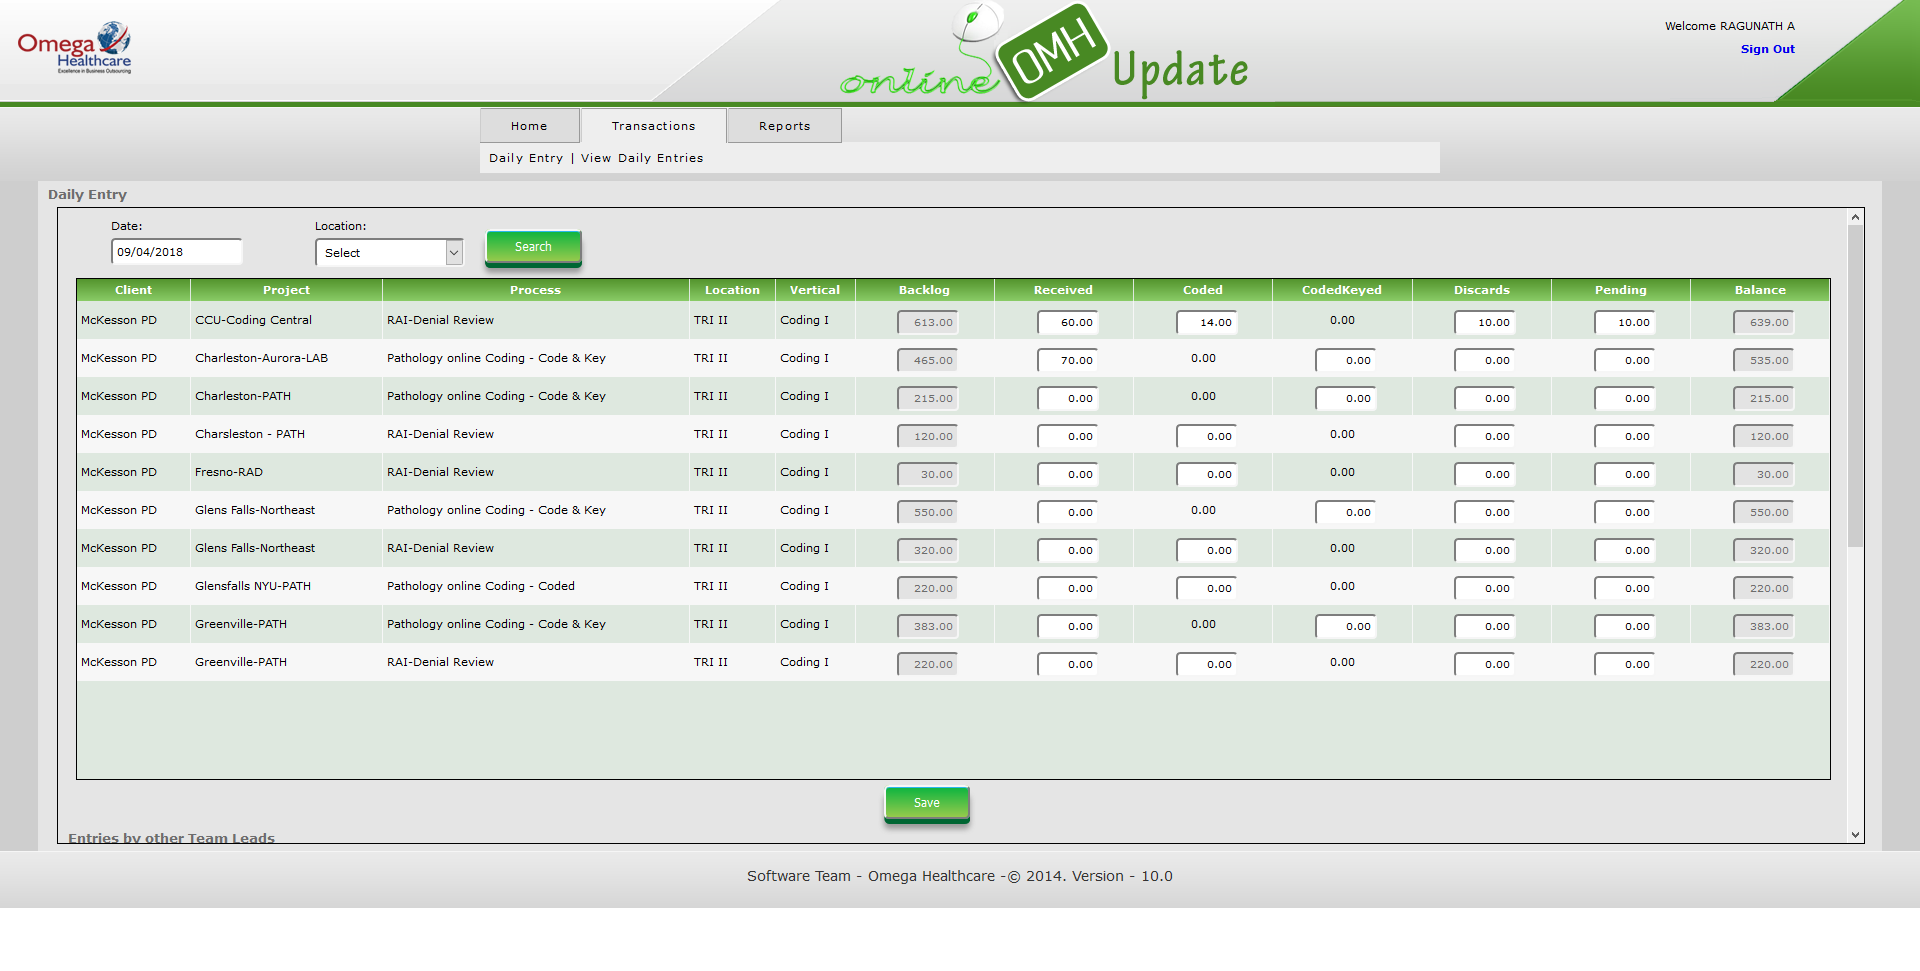 Omega
Healthcare
Excellence in Business Outsourcing
online OMH Update
Welcome RAGUNATH A
Sign Out
Home Transactions Reports
Daily Entry | View Daily Entries
Daily Entry
Date: Location:
09/04/2018 Select Search
Client Project Process Location Vertical Backlog Received Coded CodedKeyed Discards Pending Balance
McKesson PD CCU-Coding Central RAI-Denial Review TRI II Coding I 613.00 60.00 14.00 0.00 10.00 10.00 639.00
McKesson PD Charleston-Aurora-LAB Pathology online Coding - Code & Key TRI II Coding I 465.00 70.00 0.00 0.00 0.00 0.00 535.00
McKesson PD Charleston-PATH Pathology online Coding - Code & Key TRI II Coding I 215.00 0.00 0.00 0.00 0.00 0.00 215.00
McKesson PD Charsleston - PATH RAI-Denial Review TRI II Coding I 120.00 0.00 0.00 0.00 0.00 0.00 120.00
McKesson PD Fresno-RAD RAI-Denial Review TRI II Coding I 30.00 0.00 0.00 0.00 0.00 0.00 30.00
McKesson PD Glens Falls-Northeast Pathology online Coding - Code & Key TRI II Coding I 550.00 0.00 0.00 0.00 0.00 0.00 550.00
McKesson PD Glens Falls-Northeast RAI-Denial Review TRI II Coding I 320.00 0.00 0.00 0.00 0.00 0.00 320.00
McKesson PD Glensfalls NYU-PATH Pathology online Coding - Coded TRI II Coding I 220.00 0.00 0.00 0.00 0.00 0.00 220.00
McKesson PD Greenville-PATH Pathology online Coding - Code & Key TRI II Coding I 383.00 0.00 0.00 0.00 0.00 0.00 383.00
McKesson PD Greenville-PATH RAI-Denial Review TRI II Coding I 220.00 0.00 0.00 0.00 0.00 0.00 220.00
Save
Entries by other Team Leads
Software Team - Omega Healthcare -© 2014. Version - 10.0